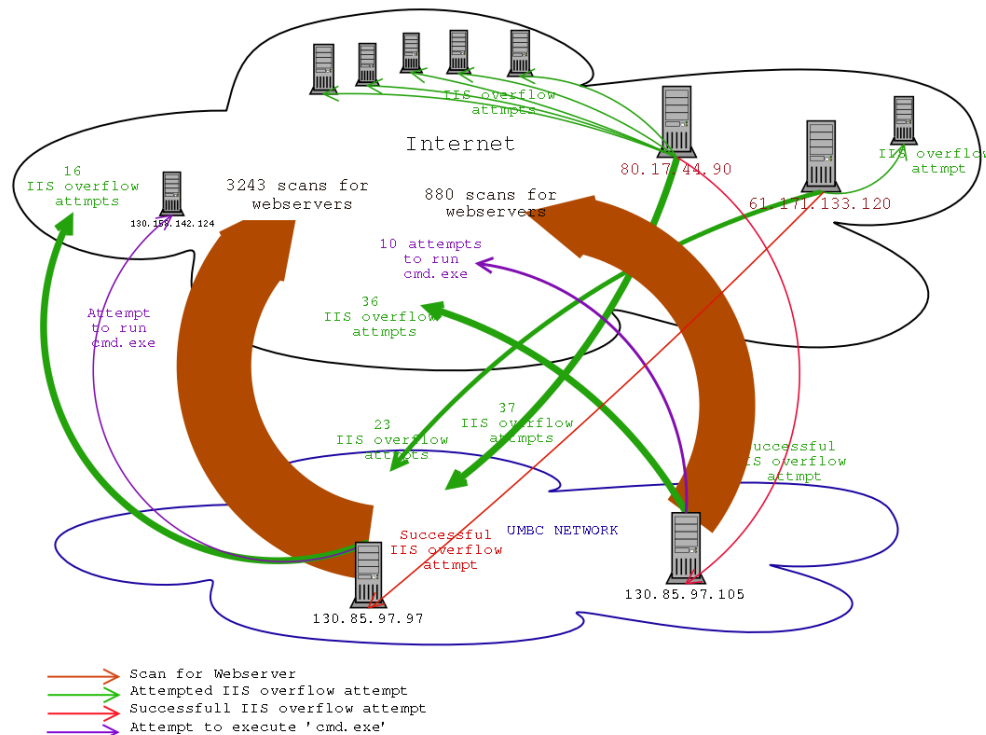 IIS overflow
attmpts
Internet
16
IIS overflow
attmpts
3243 scans for
webservers
880 scans for
webservers
80.17.44.90
IIS overflow
attmpt
61.171.133.120
130.158.142.124
10 attempts
to run
cmd.exe
Attempt
to run
cmd.exe
36
IIS overflow
attmpts
23
IIS overflow
attmpts
37
IIS overflow
attmpts
uccessful
IS overflow
attmpt
Successful
IIS overflow
attmpt
UMBC NETWORK
130.85.97.97
130.85.97.105
Scan for Webserver
Attempted IIS overflow attempt
Successfull IIS overflow attempt
Attempt to execute 'cmd.exe'